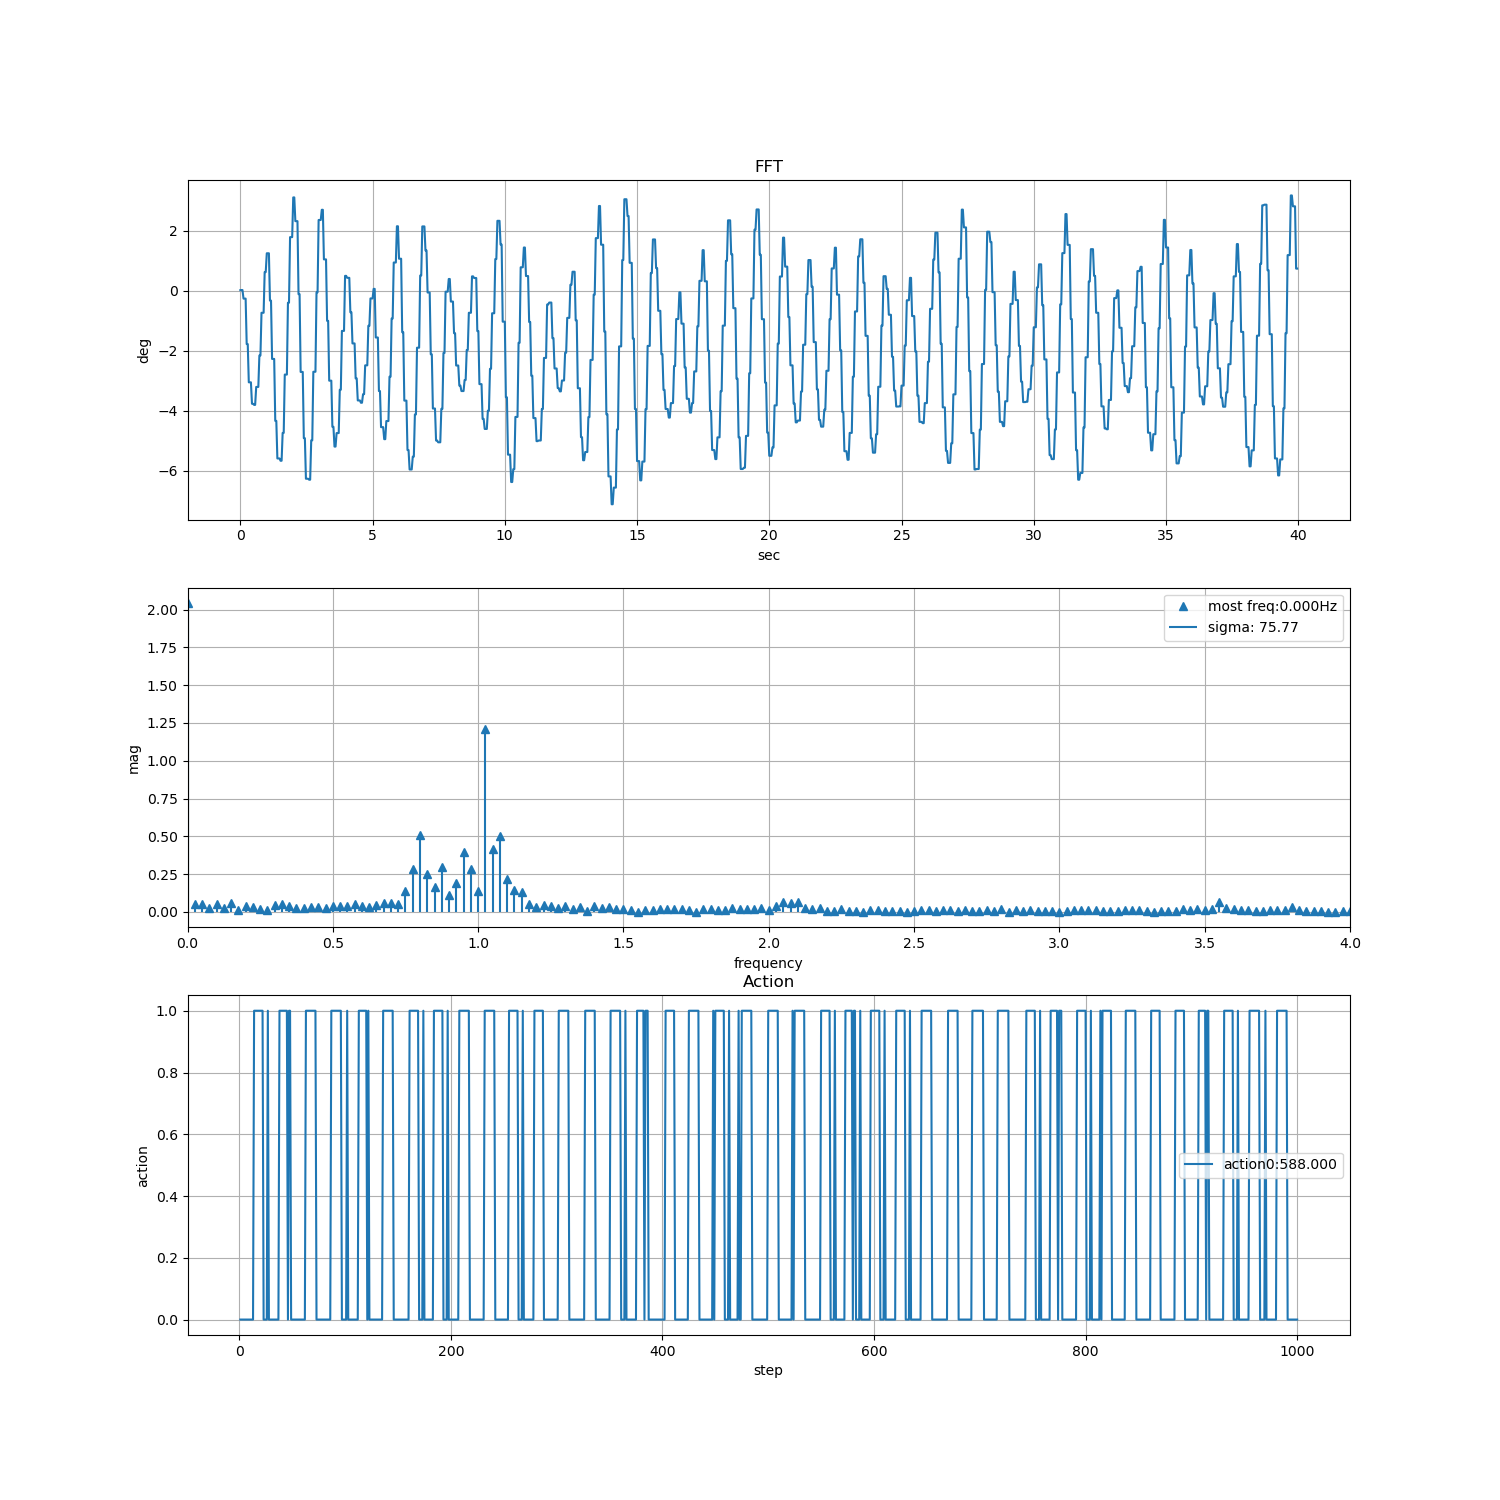 FFT
2
0
−2
−4
−6
deg
0 5 10 15 20 25 30 35 40
sec
2.00
1.75
1.50
1.25
1.00
0.75
0.50
0.25
0.00
mag
most freq:0.000Hz
sigma: 75.77
0.0 0.5 1.0 1.5 2.0 2.5 3.0 3.5 4.0
frequency
Action
1.0
0.8
0.6
0.4
0.2
0.0
action
action0:588.000
0 200 400 600 800 1000
step